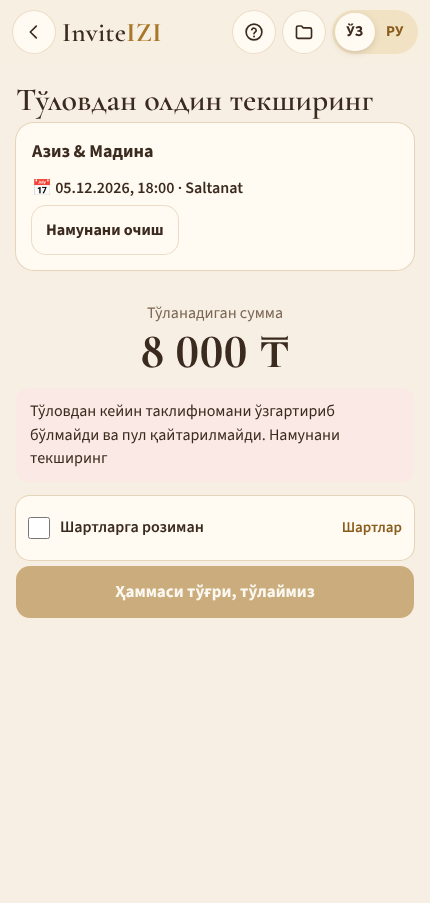 InviteIZI
ЎЗ
РУ
Тўловдан олдин текширинг
Азиз & Мадина
📅 05.12.2026, 18:00 · Saltanat
Намунани очиш
Тўланадиган сумма
8 000 ₸
Тўловдан кейин таклифномани ўзгартириб
бўлмайди ва пул қайтарилмайди. Намунани
текширинг
Шартларга розиман
Шартлар
Ҳаммаси тўғри, тўлаймиз